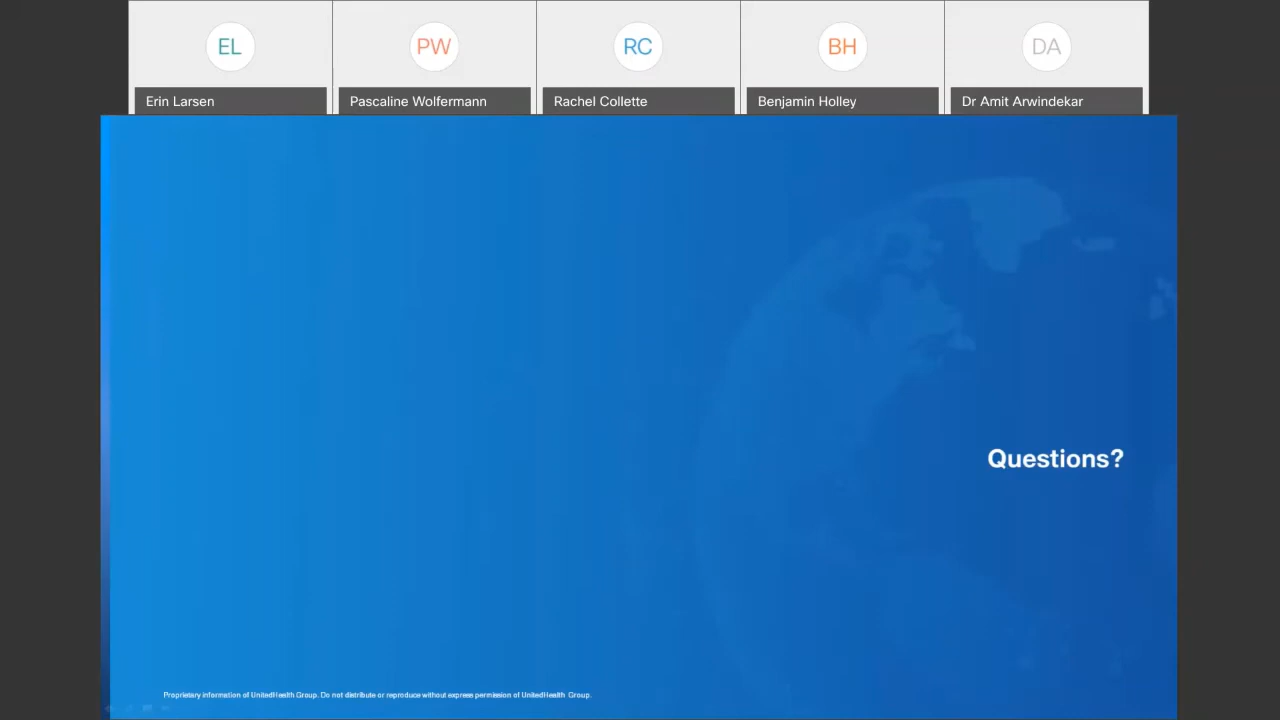 EL
PW
RC
BH
DA
Erin Larsen
Pascaline Wolfermann
Rachel Collette
Benjamin Holley
Dr Amit Arwindekar
Questions?
Proprietary information of UnitedHealth Group. Do not distribute or reproduce without express permission of UnitedHealth Group.